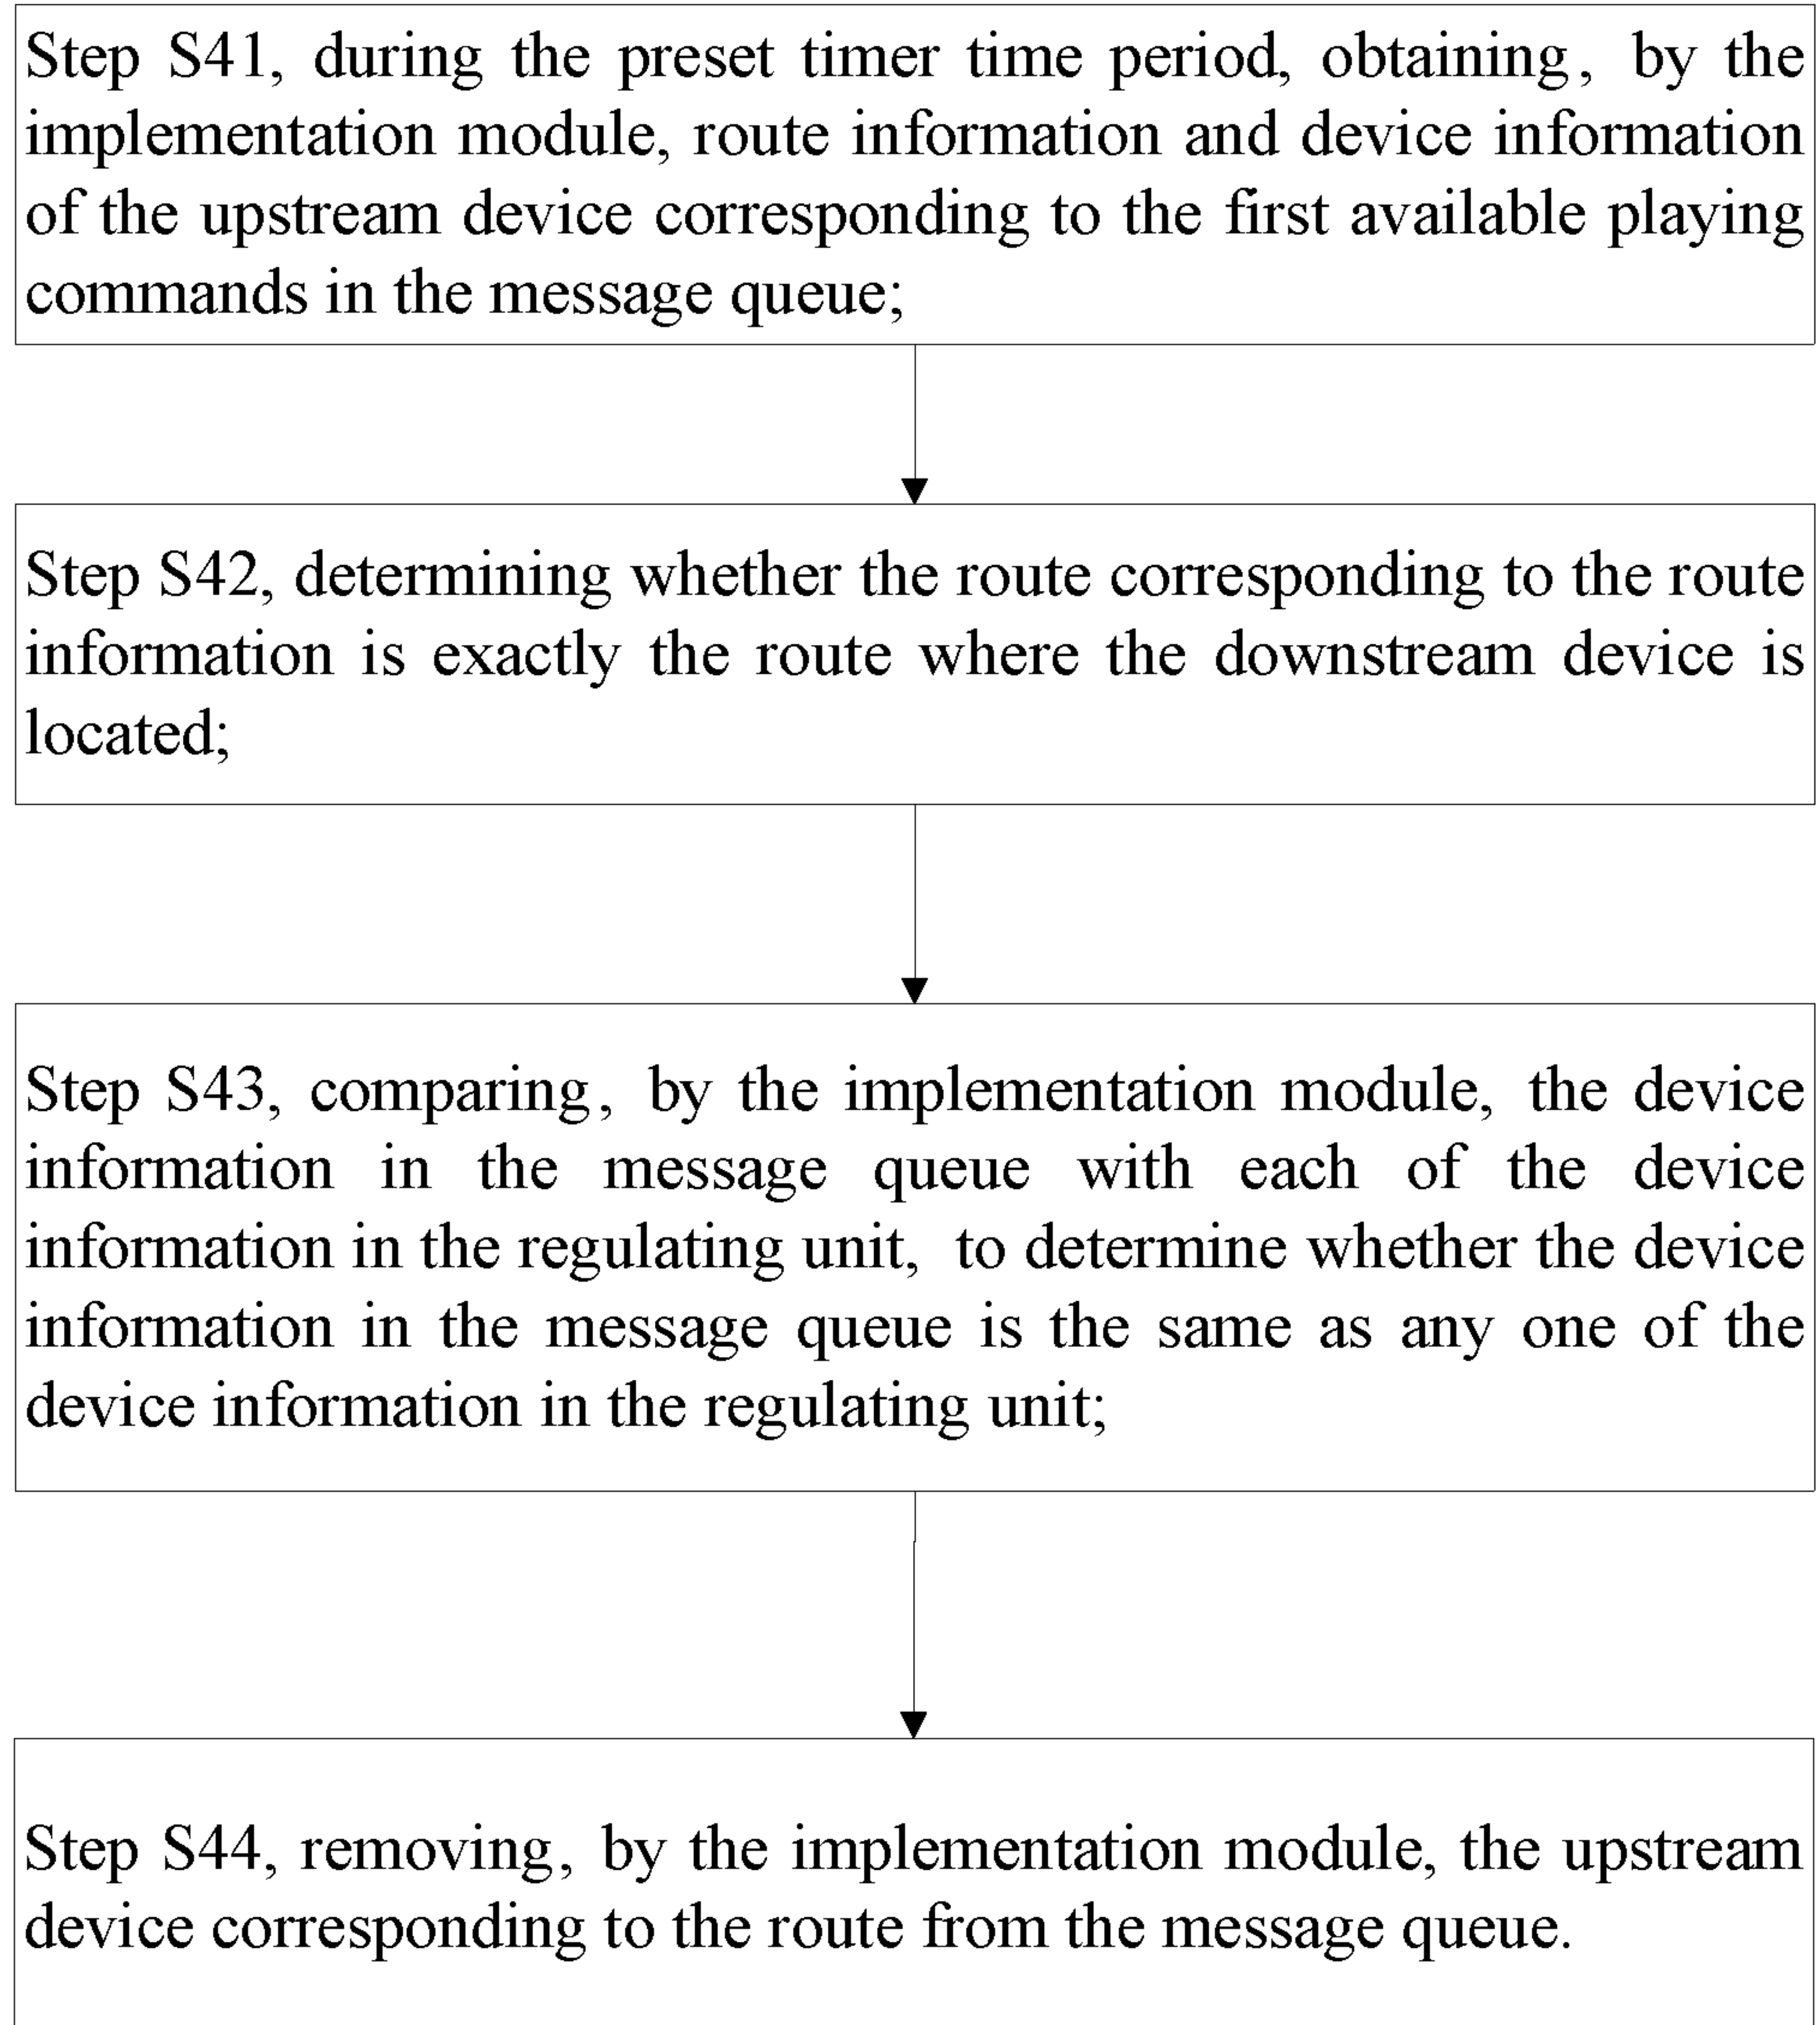 Step S41, during the preset timer time period, obtaining, by the
implementation module, route information and device information
of the upstream device corresponding to the first available playing
commands in the message queue;
Step S42, determining whether the route corresponding to the route
information is exactly the route where the downstream device is
located;
Step S43, comparing, by the implementation module, the device
information in the message queue with each of the device
information in the regulating unit, to determine whether the device
information in the message queue is the same as any one of the
device information in the regulating unit;
Step S44, removing, by the implementation module, the upstream
device corresponding to the route from the message queue.